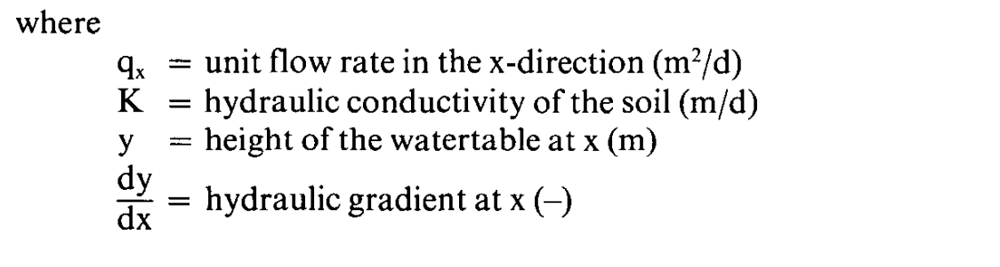 where
qₓ = unit flow rate in the x-direction (m²/d)
K = hydraulic conductivity of the soil (m/d)
y = height of the watertable at x (m)
dy/dx = hydraulic gradient at x (–)